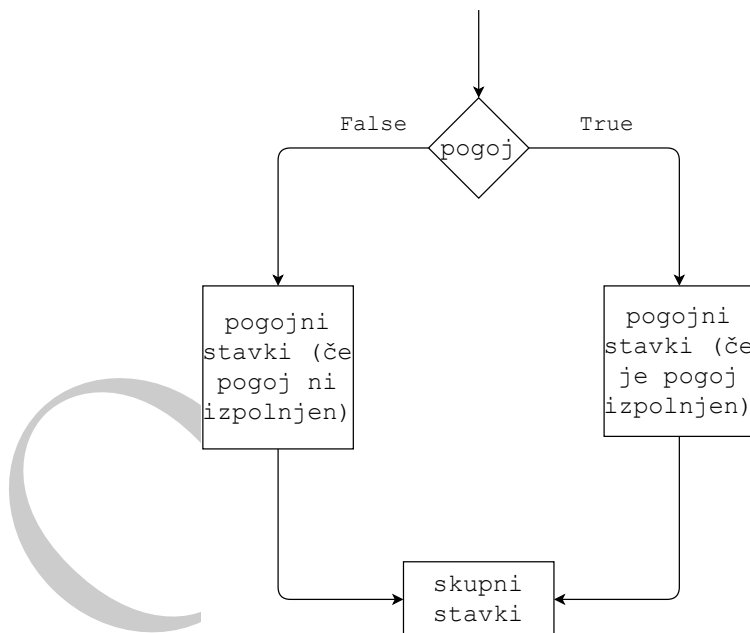 False
True
pogoj
pogojni
stavki (če
pogoj ni
izpolnjen)
pogojni
stavki (če
je pogoj
izpolnjen)
skupni
stavki